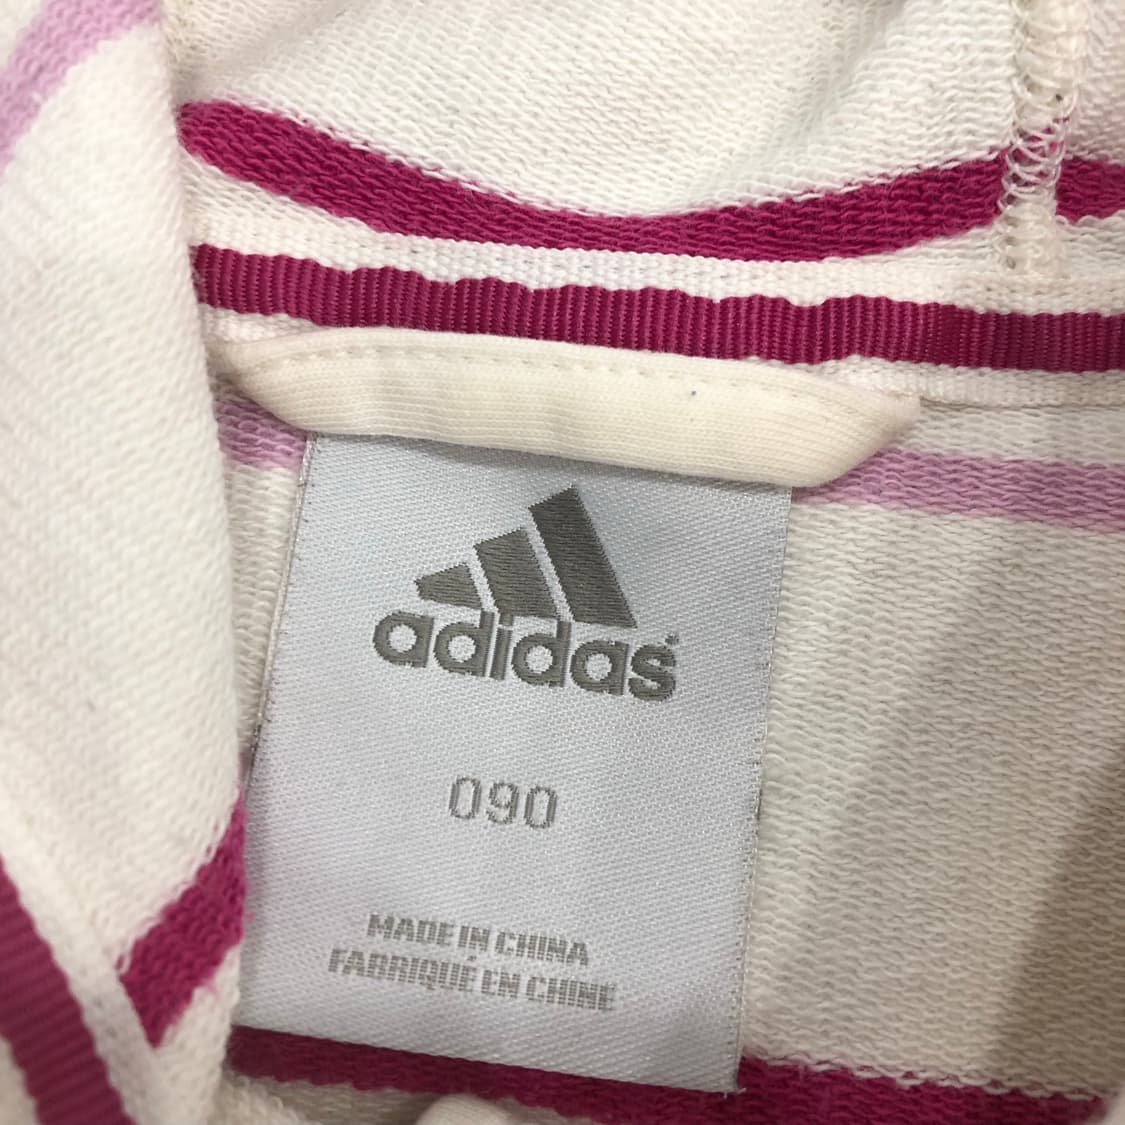 adidas®
090
MADE IN CHINA
FABRIQUÉ EN CHINE